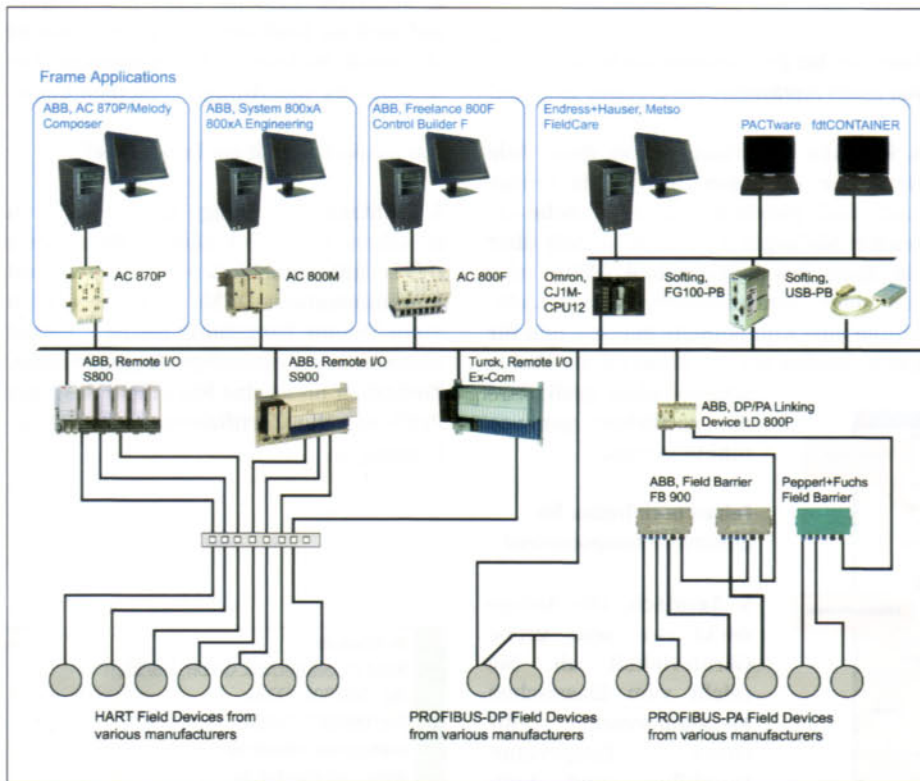 Frame Applications
ABB, AC 870P/Melody
Composer
ABB, System 800xA
800xA Engineering
ABB, Freelance 800F
Control Builder F
Endress+Hauser, Metso
FieldCare
PACTware
fdtCONTAINER
AC 870P
AC 800M
AC 800F
Omron,
CJ1M-
CPU12
Softing,
FG100-PB
Softing,
USB-PB
ABB, Remote I/O
S800
ABB, Remote I/O
S900
Turck, Remote I/O
Ex-Com
ABB, DP/PA Linking
Device LD 800P
ABB, Field Barrier
FB 900
Pepperl+Fuchs
Field Barrier
HART Field Devices from
various manufacturers
PROFIBUS-DP Field Devices
from various manufacturers
PROFIBUS-PA Field Devices
from various manufacturers